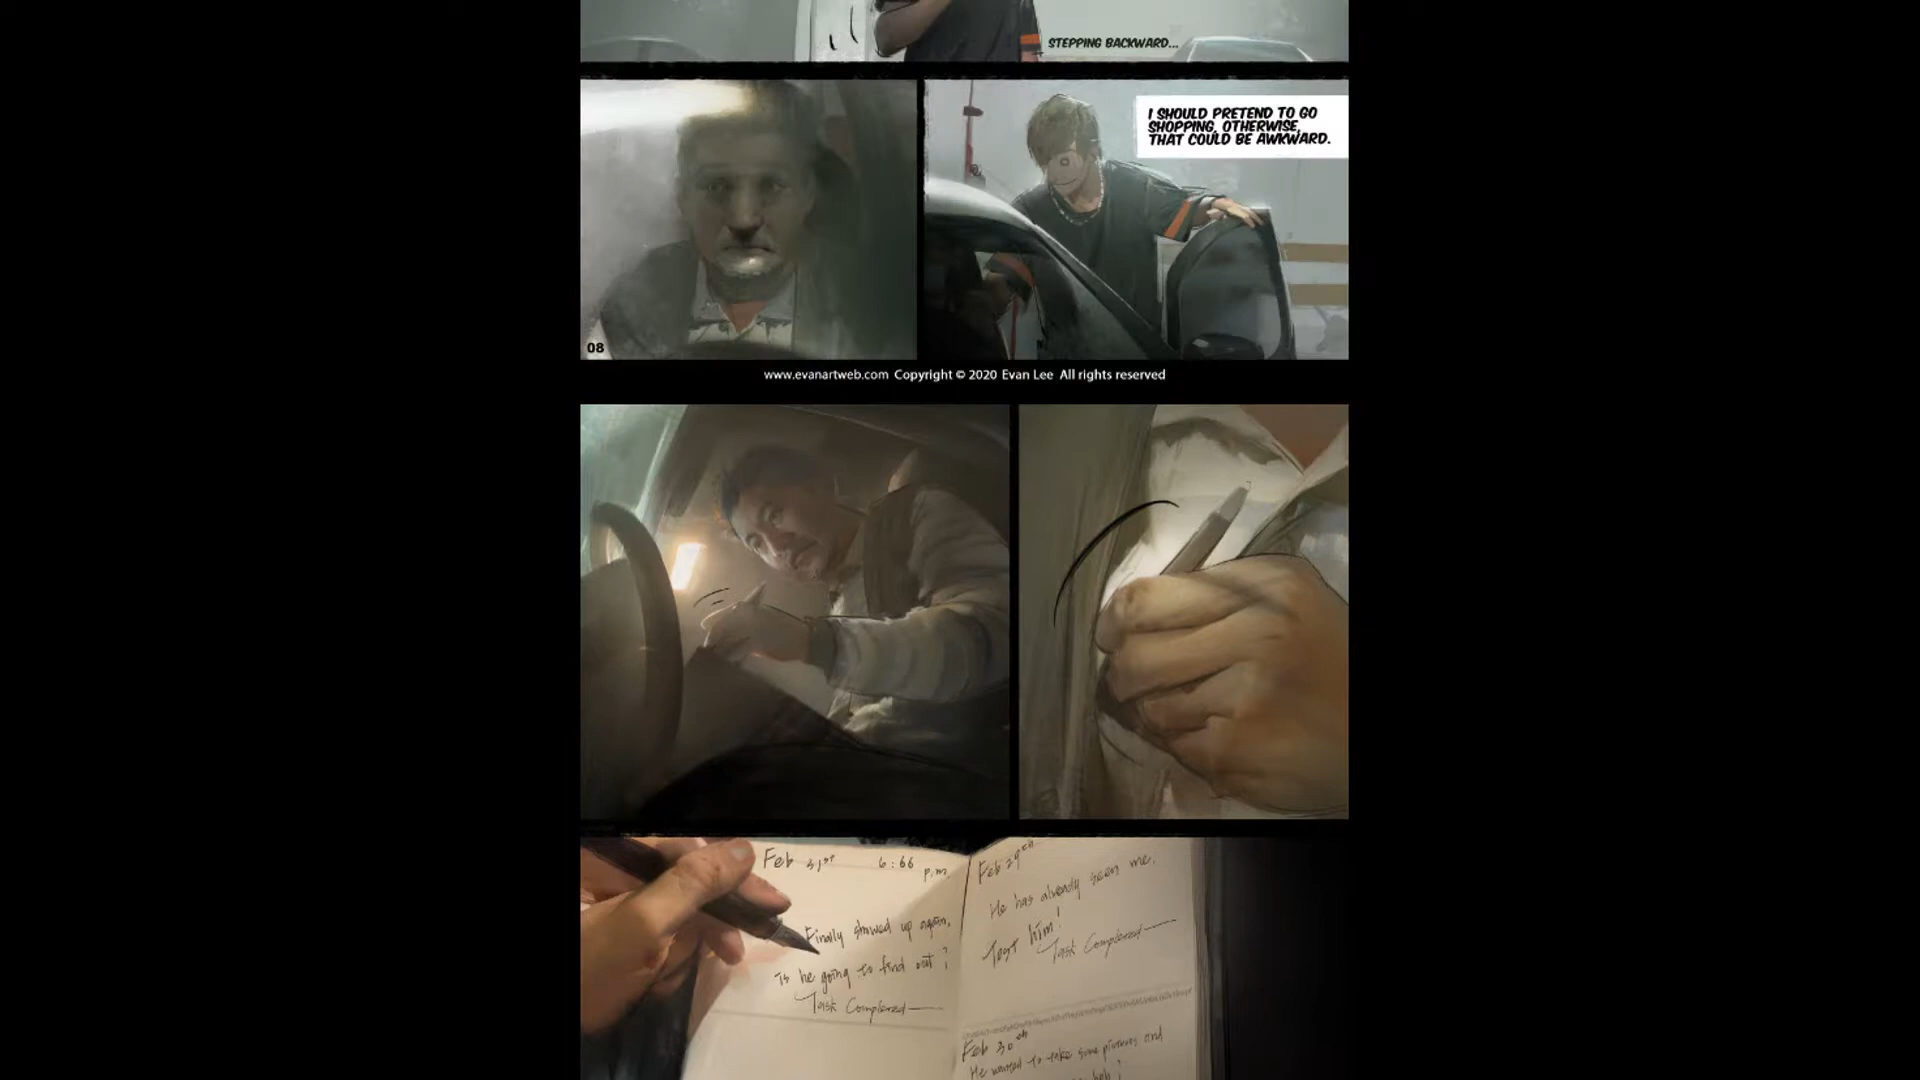 STEPPING BACKWARD...
I SHOULD PRETEND TO GO
SHOPPING, OTHERWISE,
THAT COULD BE AWKWARD.
08
www.evanartweb.com Copyright © 2020 Evan Lee All rights reserved
Feb 31st 6:66
p.m.
Finally showed up again,
is he going to find out?
Task Completed
Feb 29th
He has already seen me.
Test him!
Task Completed
Feb 30th
He wanted to take some pictures and